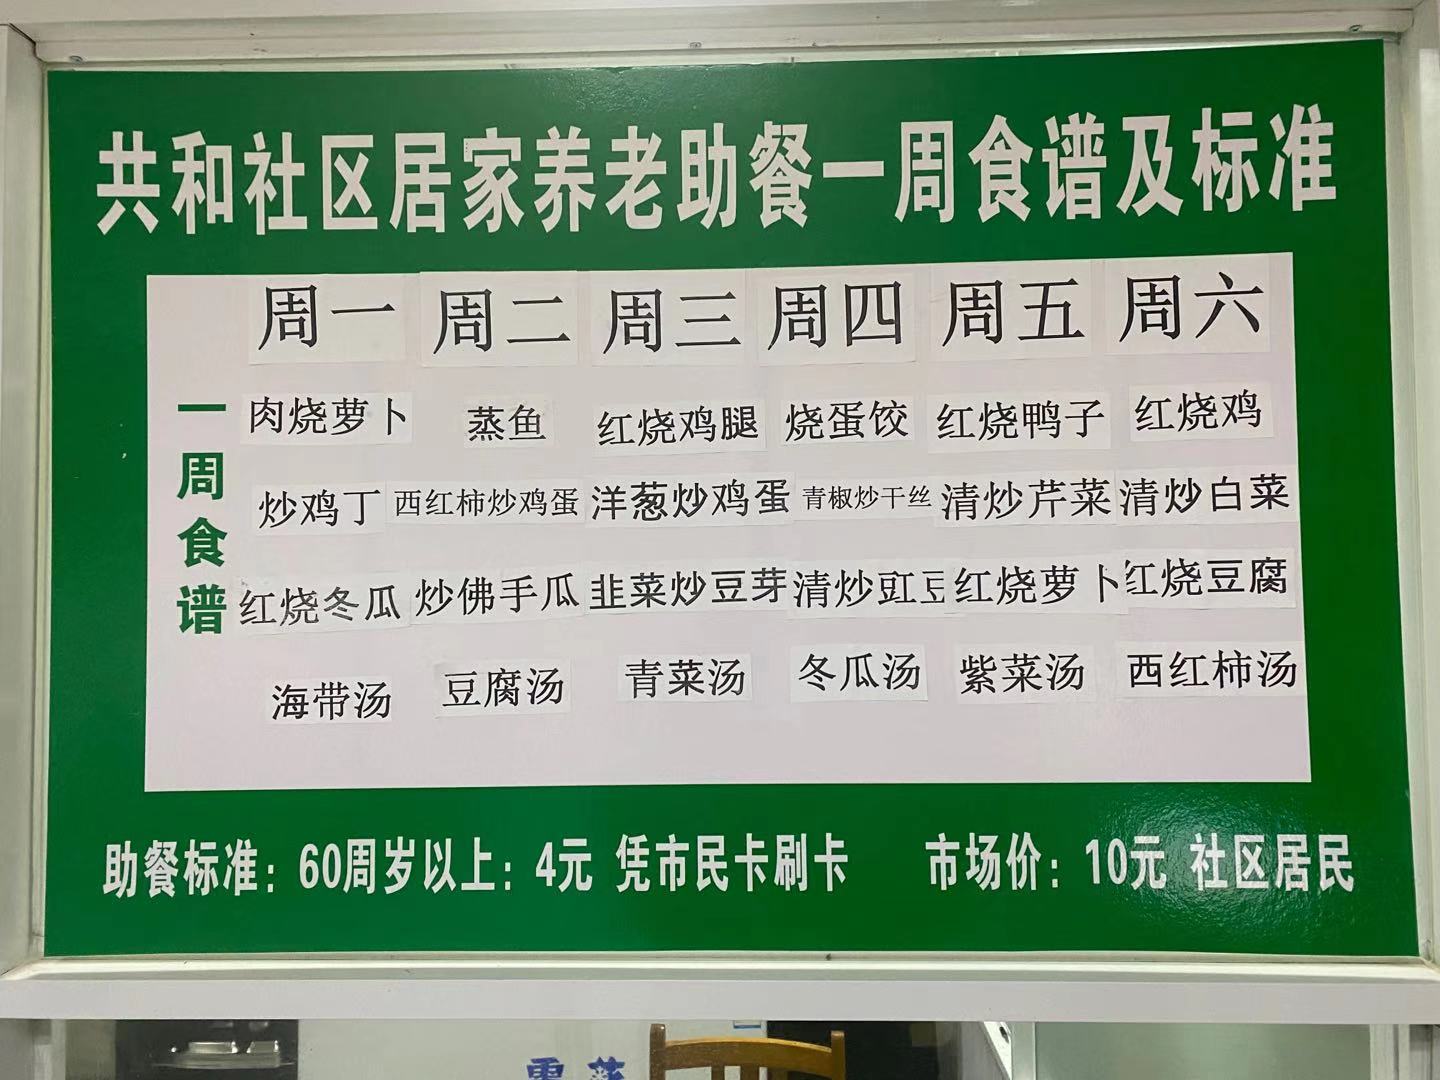 共和社区居家养老助餐一周食谱及标准
一周食谱
周一 周二 周三 周四 周五 周六
肉烧萝卜 蒸鱼 红烧鸡腿 烧蛋饺 红烧鸭子 红烧鸡
炒鸡丁 西红柿炒鸡蛋 洋葱炒鸡蛋 青椒炒干丝 清炒芹菜 清炒白菜
红烧冬瓜 炒佛手瓜 韭菜炒豆芽 清炒豇豆 红烧萝卜 红烧豆腐
海带汤 豆腐汤 青菜汤 冬瓜汤 紫菜汤 西红柿汤
助餐标准：60周岁以上：4元 凭市民卡刷卡 市场价：10元 社区居民